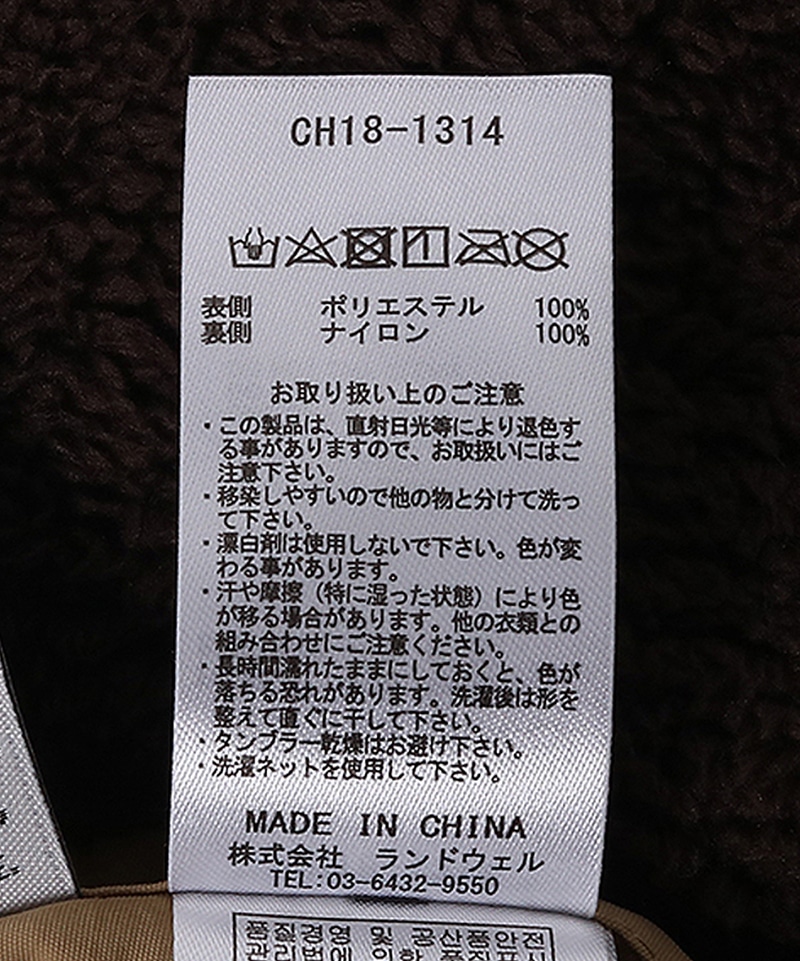 CH18-1314
表側 ポリエステル 100%
裏側 ナイロン 100%
お取り扱い上のご注意
・この製品は、直射日光等により退色す
る事がありますので、お取扱いにはご
注意下さい。
・移染しやすいので他の物と分けて洗っ
て下さい。
・漂白剤は使用しないで下さい。色が変
わる事があります。
・汗や摩擦（特に湿った状態）により色
が移る場合があります。他の衣類との
組み合わせにご注意ください。
・長時間濡れたままにしておくと、色が
落ちる恐れがあります。洗濯後は形を
整えて直ぐに干して下さい。
・タンブラー乾燥はお避け下さい。
・洗濯ネットを使用して下さい。
MADE IN CHINA
株式会社 ランドウェル
TEL:03-6432-9550
품질경영 및 공산품안전
관리법에 의한 품질표시